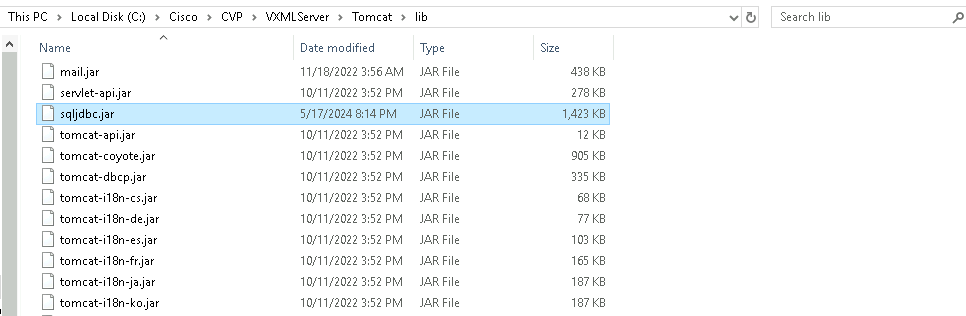 This PC > Local Disk (C:) > Cisco > CVP > VXMLServer > Tomcat > lib
Search lib
Name Date modified Type Size
mail.jar 11/18/2022 3:56 AM JAR File 438 KB
servlet-api.jar 10/11/2022 3:52 PM JAR File 278 KB
sqljdbc.jar 5/17/2024 8:14 PM JAR File 1,423 KB
tomcat-api.jar 10/11/2022 3:52 PM JAR File 12 KB
tomcat-coyote.jar 10/11/2022 3:52 PM JAR File 905 KB
tomcat-dbcp.jar 10/11/2022 3:52 PM JAR File 335 KB
tomcat-i18n-cs.jar 10/11/2022 3:52 PM JAR File 68 KB
tomcat-i18n-de.jar 10/11/2022 3:52 PM JAR File 77 KB
tomcat-i18n-es.jar 10/11/2022 3:52 PM JAR File 103 KB
tomcat-i18n-fr.jar 10/11/2022 3:52 PM JAR File 165 KB
tomcat-i18n-ja.jar 10/11/2022 3:52 PM JAR File 187 KB
tomcat-i18n-ko.jar 10/11/2022 3:52 PM JAR File 187 KB